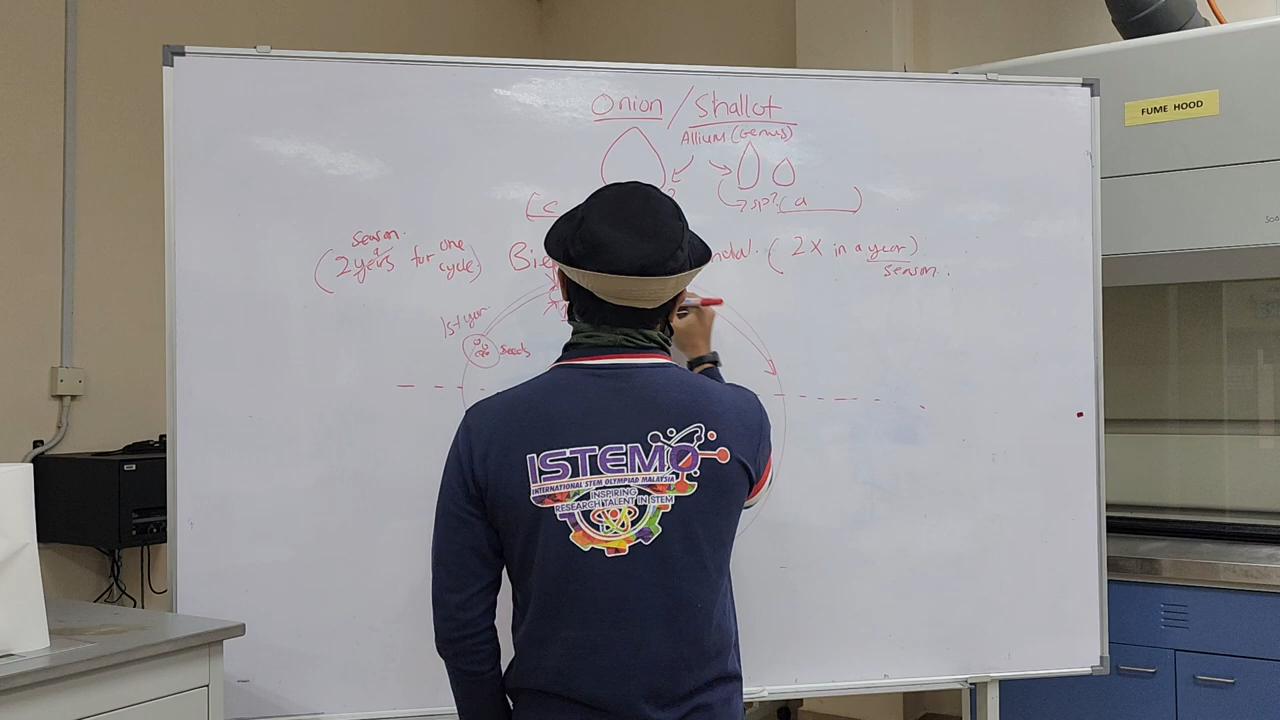 Onion / Shallot
Allium (Genus)
sp? ( a )
( c
season.
(2 years for one cycle)
Bie
( 2X in a year)
season.
1st year
seeds
FUME HOOD
ISTEMO
INTERNATIONAL STEM OLYMPIAD MALAYSIA
INSPIRING
RESEARCH TALENT IN STEM